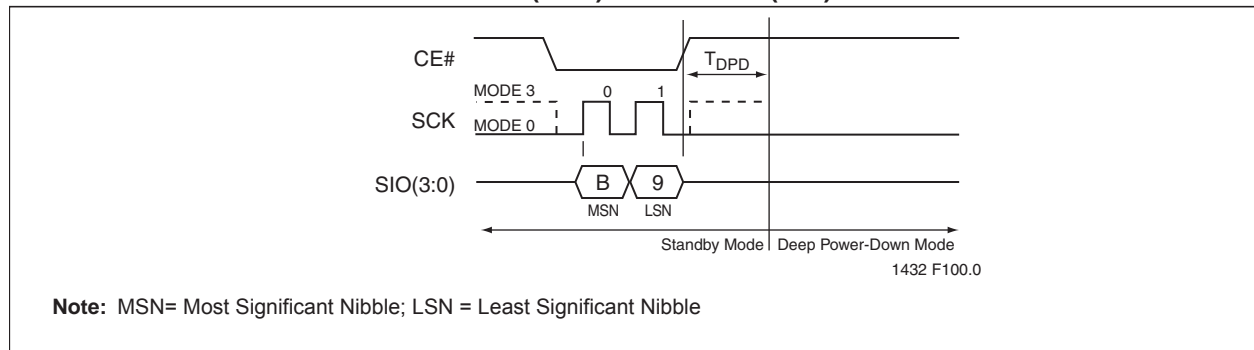 CE#
TDPD
MODE 3
0 1
SCK
MODE 0
SIO(3:0)
B 9
MSN LSN
Standby Mode Deep Power-Down Mode
1432 F100.0
Note: MSN= Most Significant Nibble; LSN = Least Significant Nibble